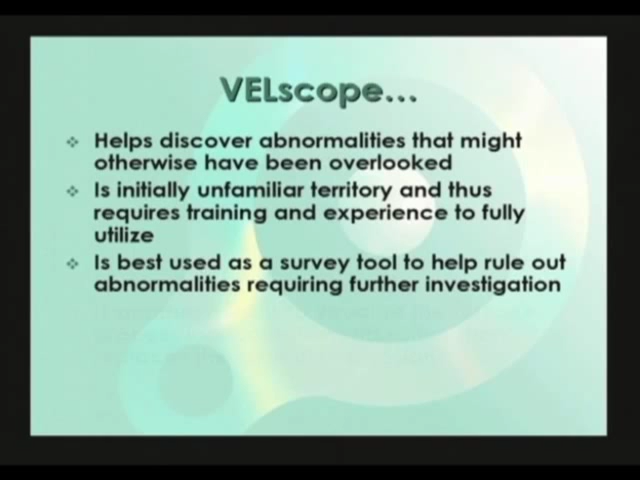 VELscope...
Helps discover abnormalities that might
otherwise have been overlooked
Is initially unfamiliar territory and thus
requires training and experience to fully
utilize
Is best used as a survey tool to help rule out
abnormalities requiring further investigation